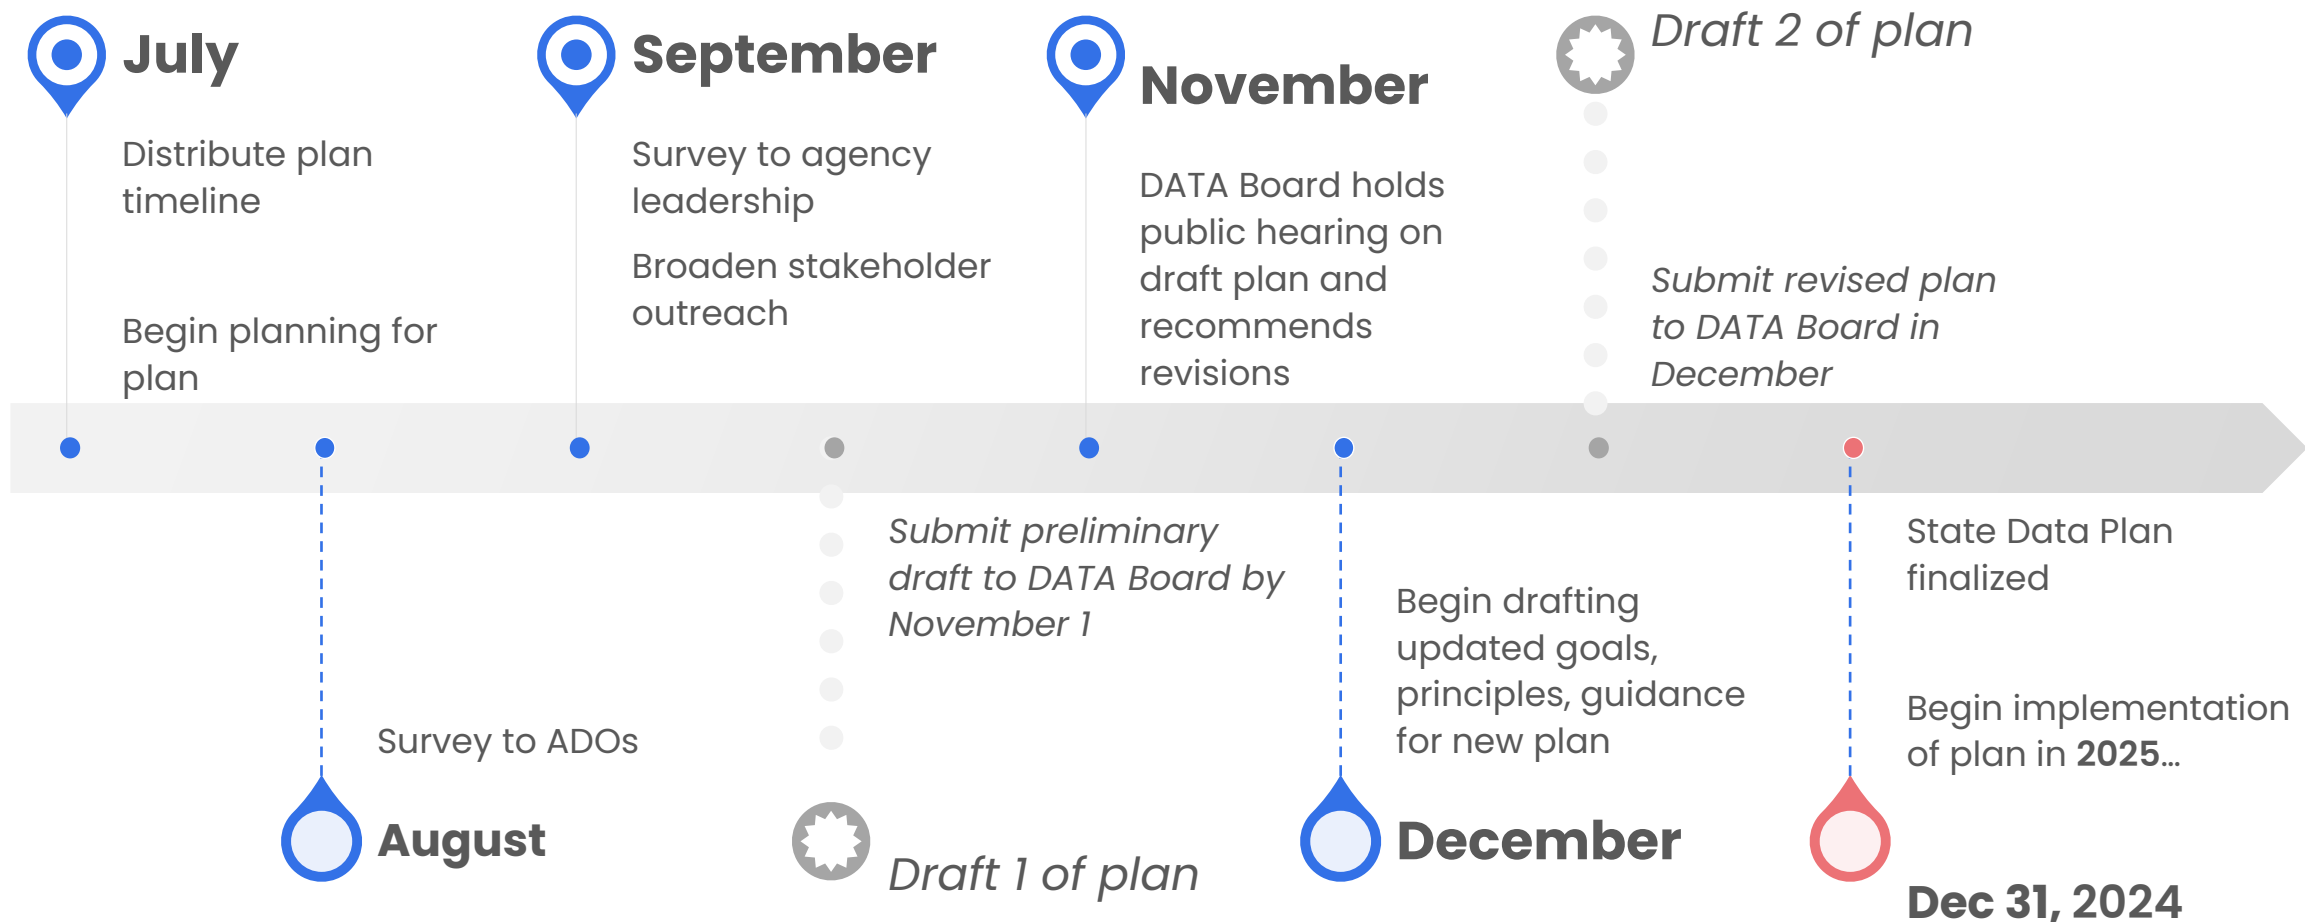 July
Distribute plan
timeline
Begin planning for
plan
September
Survey to agency
leadership
Broaden stakeholder
outreach
November
DATA Board holds
public hearing on
draft plan and
recommends
revisions
Draft 2 of plan
Submit revised plan
to DATA Board in
December
Survey to ADOs
August
Submit preliminary
draft to DATA Board by
November 1
Draft 1 of plan
Begin drafting
updated goals,
principles, guidance
for new plan
December
State Data Plan
finalized
Begin implementation
of plan in 2025...
Dec 31, 2024